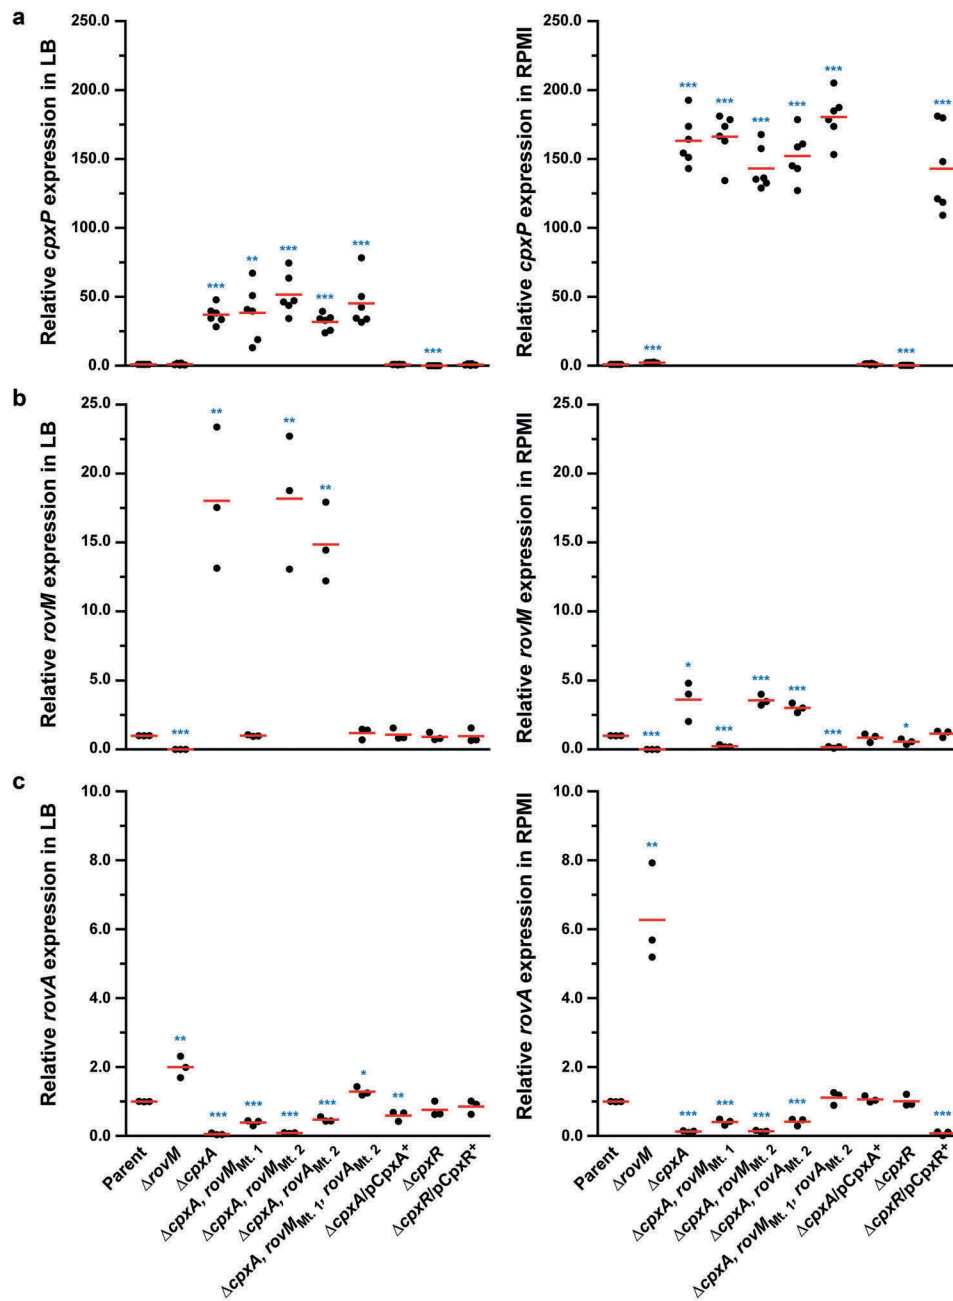 a
Relative cpxP expression in LB
250.0
200.0
150.0
100.0
50.0
0.0
***
**
***
***
***
***
Relative cpxP expression in RPMI
250.0
200.0
150.0
100.0
50.0
0.0
***
***
***
***
***
***
***
***
b
Relative rovM expression in LB
25.0
20.0
15.0
10.0
5.0
0.0
***
**
**
**
Relative rovM expression in RPMI
25.0
20.0
15.0
10.0
5.0
0.0
***
*
***
***
***
***
*
c
Relative rovA expression in LB
10.0
8.0
6.0
4.0
2.0
0.0
**
***
***
***
***
*
**
Relative rovA expression in RPMI
10.0
8.0
6.0
4.0
2.0
0.0
**
***
***
***
***
***
Parent
ΔrovM
ΔcpxA
ΔcpxA, rovMMt. 1
ΔcpxA, rovMMt. 2
ΔcpxA, rovAMt. 2
ΔcpxA, rovMMt. 1, rovAMt. 2
ΔcpxA/pCpxA+
ΔcpxR
ΔcpxR/pCpxR+
Parent
ΔrovM
ΔcpxA
ΔcpxA, rovMMt. 1
ΔcpxA, rovMMt. 2
ΔcpxA, rovAMt. 2
ΔcpxA, rovMMt. 1, rovAMt. 2
ΔcpxA/pCpxA+
ΔcpxR
ΔcpxR/pCpxR+